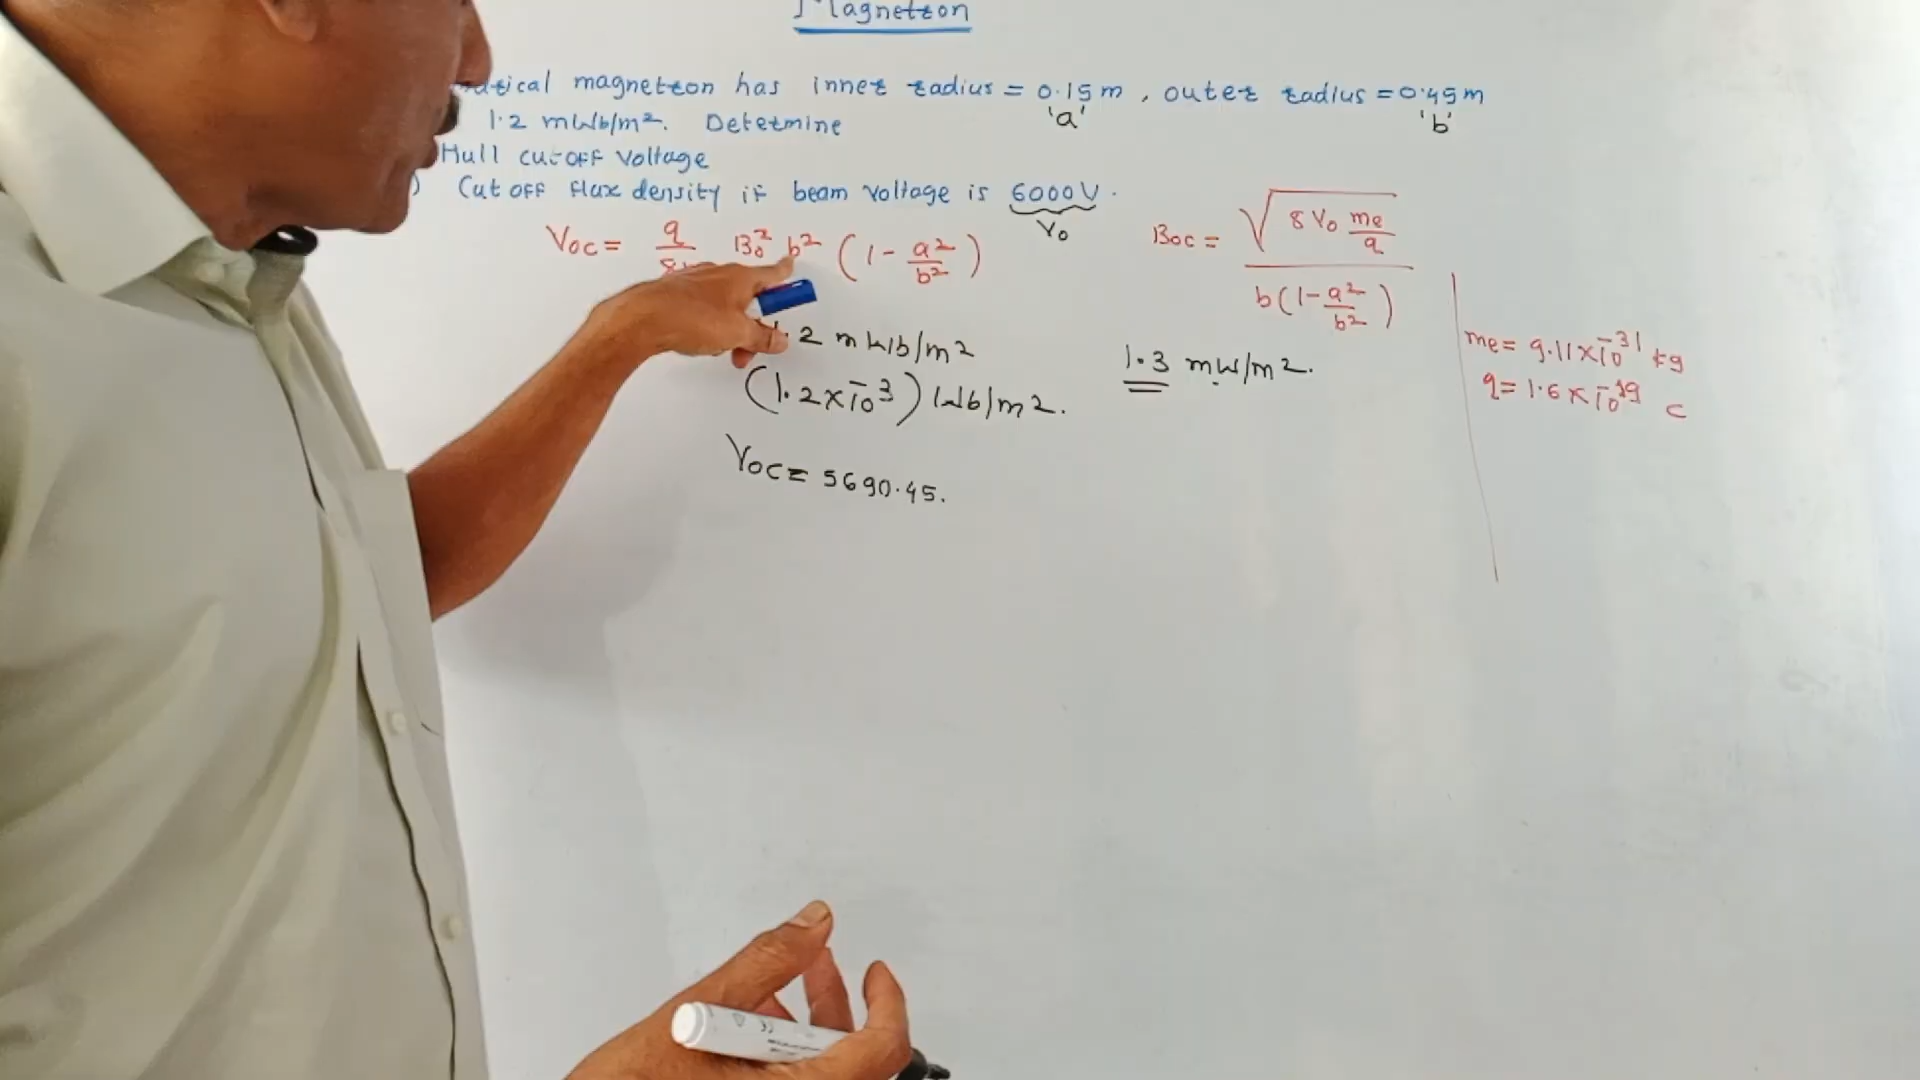 Magnetron
magnetron has inner radius = 0.15 m, outer radius = 0.45 m
1.2 mWb/m². Determine 'a' 'b'
Hull cutoff voltage
) Cut off flux density if beam voltage is 6000V.
V₀
Voc = q/8 B₀² b² (1 - a²/b²)
Boc = √(8 V₀ me/q) / b(1 - a²/b²)
.2 mWb/m²
(1.2×10⁻³) Wb/m².
Voc = 5690.45.
1.3 mW/m².
me = 9.11×10⁻³¹ kg
q = 1.6×10⁻¹⁹ C